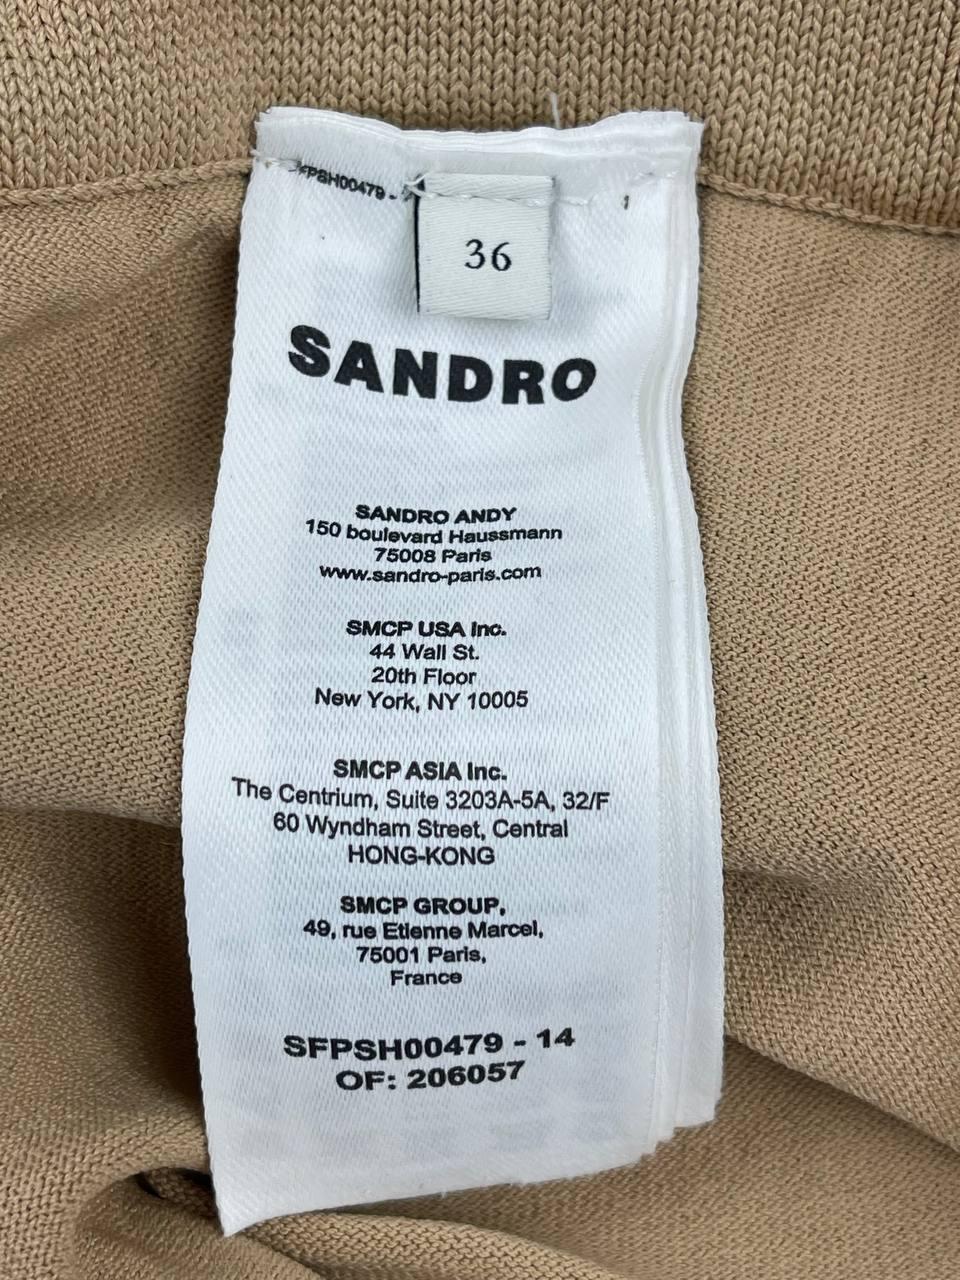 SFPSH00479 -
36
SANDRO
SANDRO ANDY
150 boulevard Haussmann
75008 Paris
www.sandro-paris.com
SMCP USA Inc.
44 Wall St.
20th Floor
New York, NY 10005
SMCP ASIA Inc.
The Centrium, Suite 3203A-5A, 32/F
60 Wyndham Street, Central
HONG-KONG
SMCP GROUP,
49, rue Etienne Marcel,
75001 Paris,
France
SFPSH00479 - 14
OF: 206057